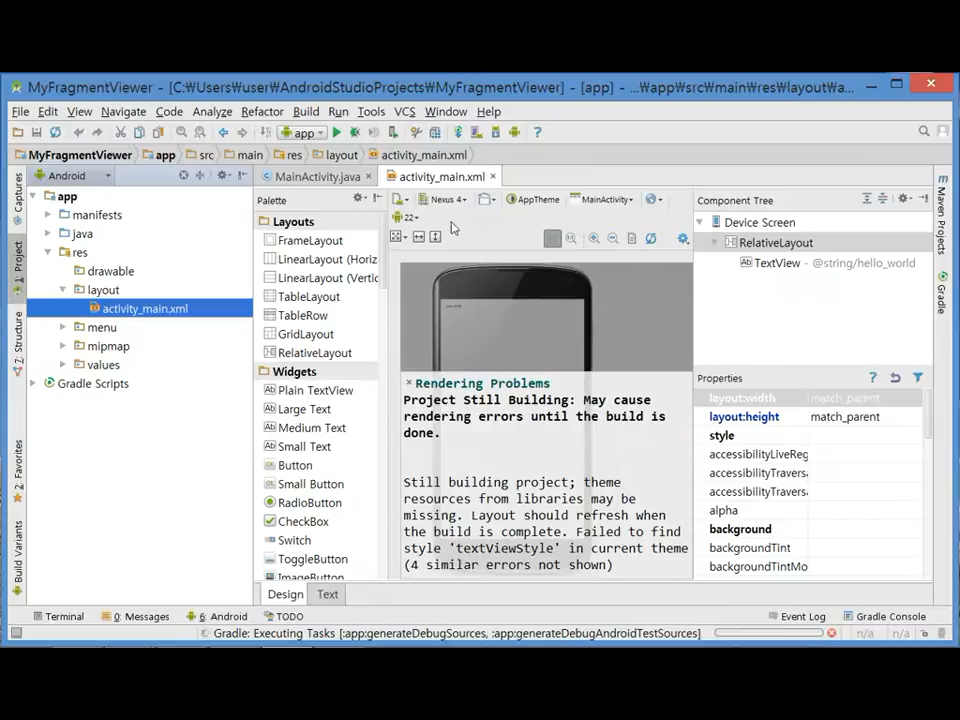 MyFragmentViewer - [C:₩Users₩user₩AndroidStudioProjects₩MyFragmentViewer] - [app] - ...₩app₩src₩main₩res₩layout₩a...
File Edit View Navigate Code Analyze Refactor Build Run Tools VCS Window Help
app
MyFragmentViewer app src main res layout activity_main.xml
Android
MainActivity.java
activity_main.xml
Captures
1: Project
7: Structure
2: Favorites
Build Variants
app
manifests
java
res
drawable
layout
activity_main.xml
menu
mipmap
values
Gradle Scripts
Palette
Layouts
FrameLayout
LinearLayout (Horiz
LinearLayout (Vertic
TableLayout
TableRow
GridLayout
RelativeLayout
Widgets
Plain TextView
Large Text
Medium Text
Small Text
Button
Small Button
RadioButton
CheckBox
Switch
ToggleButton
ImageButton
Nexus 4 AppTheme MainActivity
22
Rendering Problems
Project Still Building: May cause
rendering errors until the build is
done.
Still building project; theme
resources from libraries may be
missing. Layout should refresh when
the build is complete. Failed to find
style 'textViewStyle' in current theme
(4 similar errors not shown)
Design Text
Component Tree
Device Screen
RelativeLayout
TextView - @string/hello_world
Properties
layout:width match_parent
layout:height match_parent
style
accessibilityLiveReg
accessibilityTravers
accessibilityTravers
alpha
background
backgroundTint
backgroundTintMo
Maven Projects
Gradle
Terminal 0: Messages 6: Android TODO Event Log Gradle Console
Gradle: Executing Tasks [:app:generateDebugSources, :app:generateDebugAndroidTestSources] n/a n/a